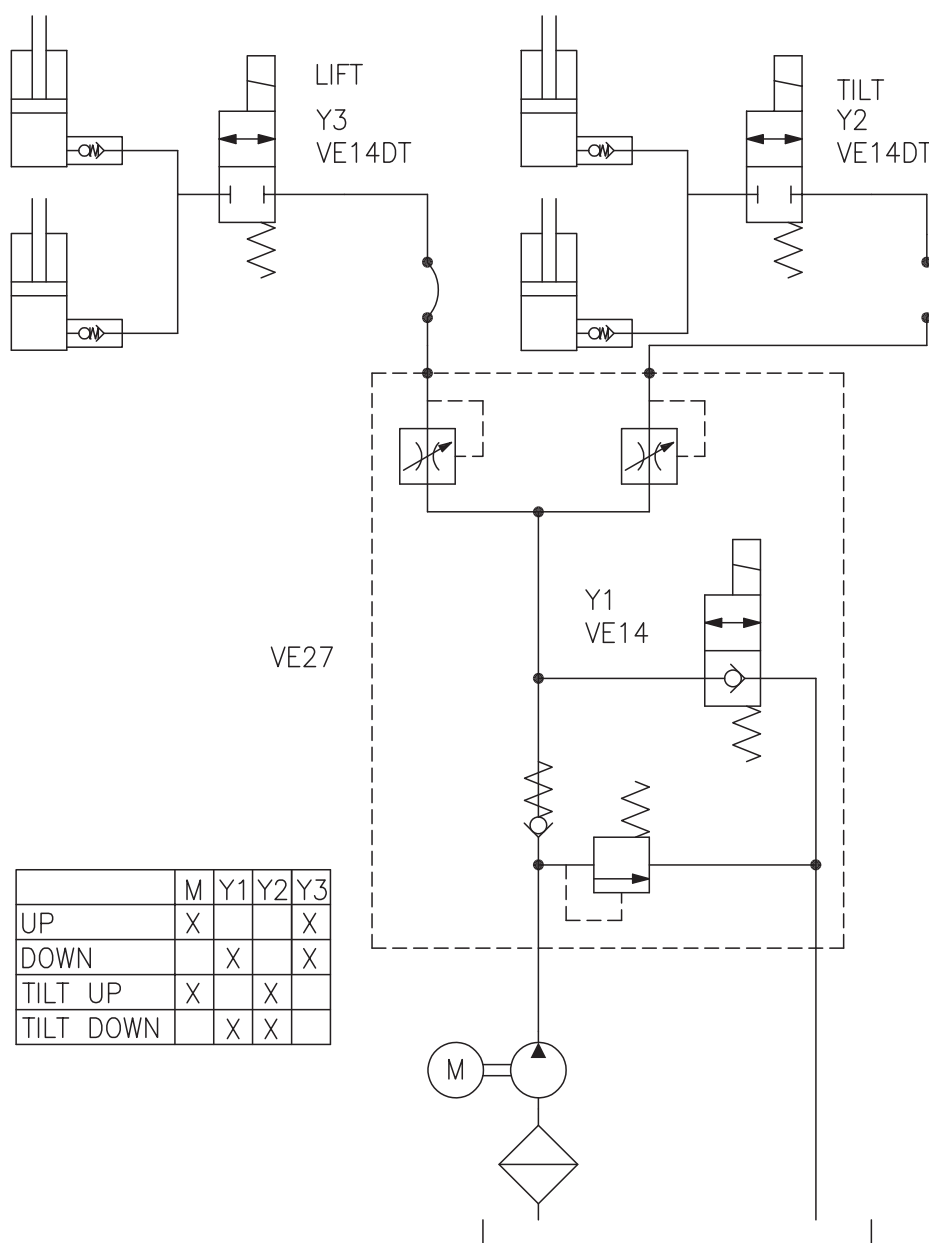 LIFT
Y3
VE14DT
TILT
Y2
VE14DT
Y1
VE14
VE27
M Y1 Y2 Y3
UP X X
DOWN X X
TILT UP X X
TILT DOWN X X
M